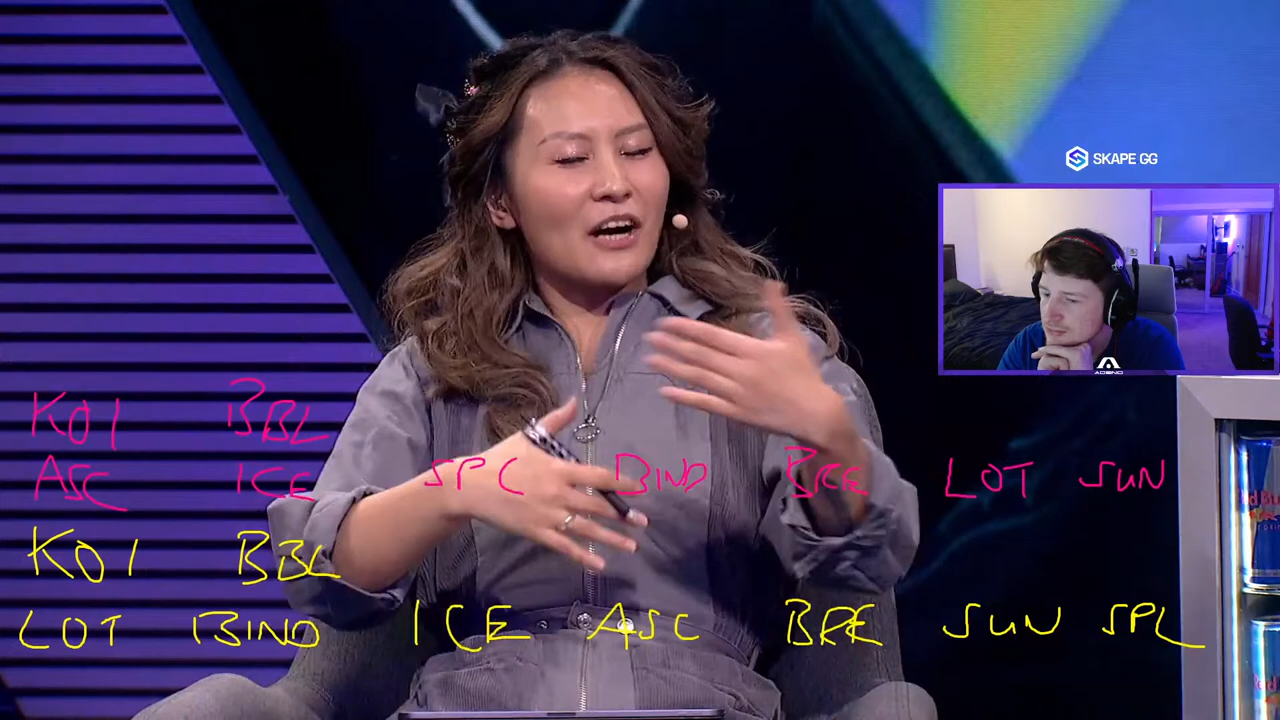 SKAPE GG
KOI BBL
ASC ICE SPC BIND BRE LOT SUN
KOI BBL
LOT BIND ICE ASC BRE SUN SPL